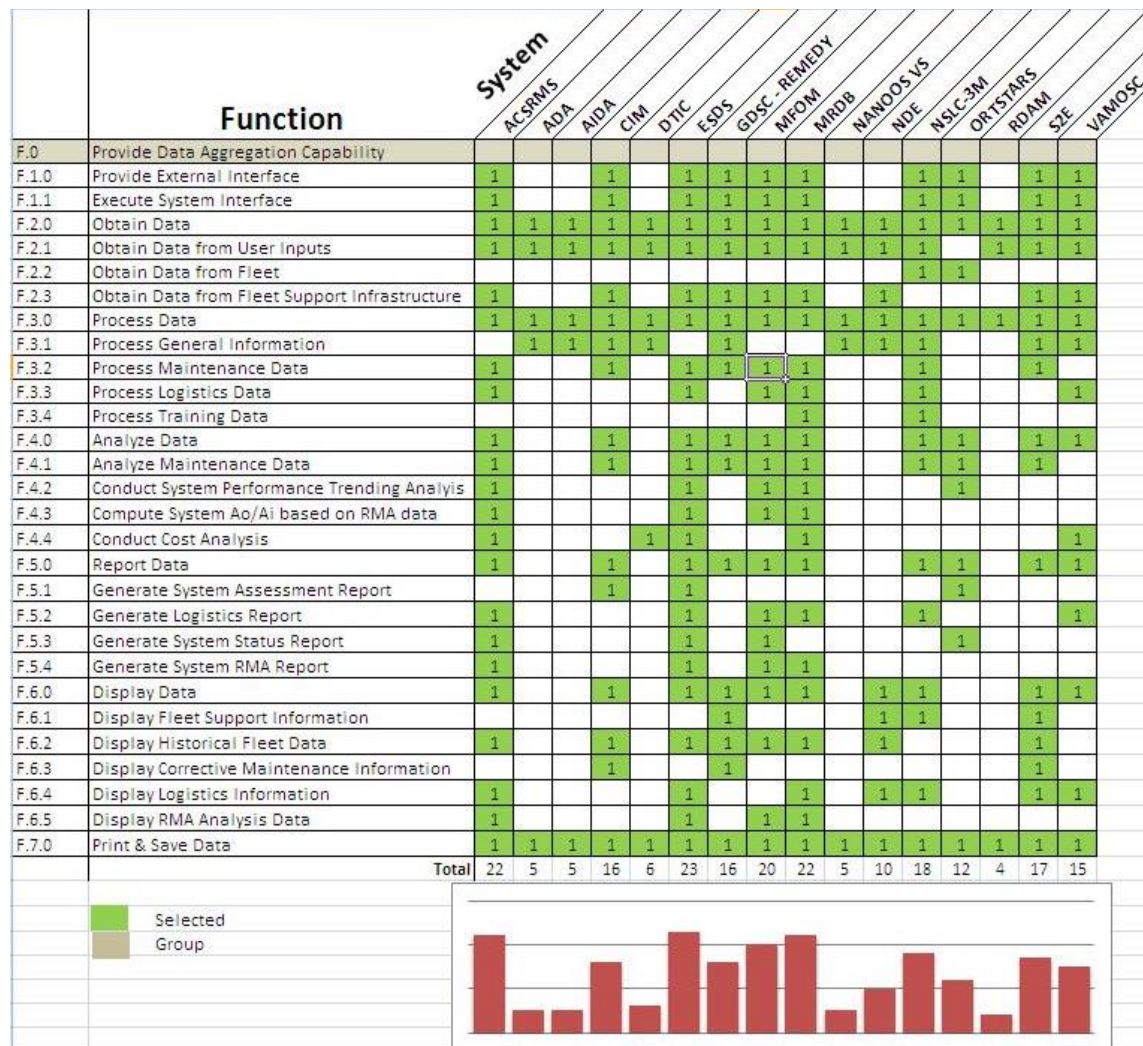 System
ACSRMS
ADA
AIDA
CIM
DTIC
ESDS
GDSC - REMEDY
MFOM
MRDB
NANOOS VS
NDE
NSLC-3M
ORTSTARS
RDAM
S2E
VAMOSC
Function
F.0 Provide Data Aggregation Capability
F.1.0 Provide External Interface 1 1 1 1 1 1 1 1 1 1
F.1.1 Execute System Interface 1 1 1 1 1 1 1 1 1 1
F.2.0 Obtain Data 1 1 1 1 1 1 1 1 1 1 1 1 1 1 1 1
F.2.1 Obtain Data from User Inputs 1 1 1 1 1 1 1 1 1 1 1 1 1 1 1
F.2.2 Obtain Data from Fleet 1 1
F.2.3 Obtain Data from Fleet Support Infrastructure 1 1 1 1 1 1 1 1 1
F.3.0 Process Data 1 1 1 1 1 1 1 1 1 1 1 1 1 1 1 1
F.3.1 Process General Information 1 1 1 1 1 1 1 1 1 1
F.3.2 Process Maintenance Data 1 1 1 1 1 1 1 1
F.3.3 Process Logistics Data 1 1 1 1 1 1
F.3.4 Process Training Data 1 1
F.4.0 Analyze Data 1 1 1 1 1 1 1 1 1 1
F.4.1 Analyze Maintenance Data 1 1 1 1 1 1 1 1 1
F.4.2 Conduct System Performance Trending Analyis 1 1 1 1 1
F.4.3 Compute System Ao/Ai based on RMA data 1 1 1 1
F.4.4 Conduct Cost Analysis 1 1 1 1 1
F.5.0 Report Data 1 1 1 1 1 1 1 1 1 1
F.5.1 Generate System Assessment Report 1 1 1
F.5.2 Generate Logistics Report 1 1 1 1 1 1
F.5.3 Generate System Status Report 1 1 1 1
F.5.4 Generate System RMA Report 1 1 1 1
F.6.0 Display Data 1 1 1 1 1 1 1 1 1 1
F.6.1 Display Fleet Support Information 1 1 1 1
F.6.2 Display Historical Fleet Data 1 1 1 1 1 1 1 1
F.6.3 Display Corrective Maintenance Information 1 1 1
F.6.4 Display Logistics Information 1 1 1 1 1 1 1
F.6.5 Display RMA Analysis Data 1 1 1 1
F.7.0 Print & Save Data 1 1 1 1 1 1 1 1 1 1 1 1 1 1 1 1
Total 22 5 5 16 6 23 16 20 22 5 10 18 12 4 17 15
Selected
Group